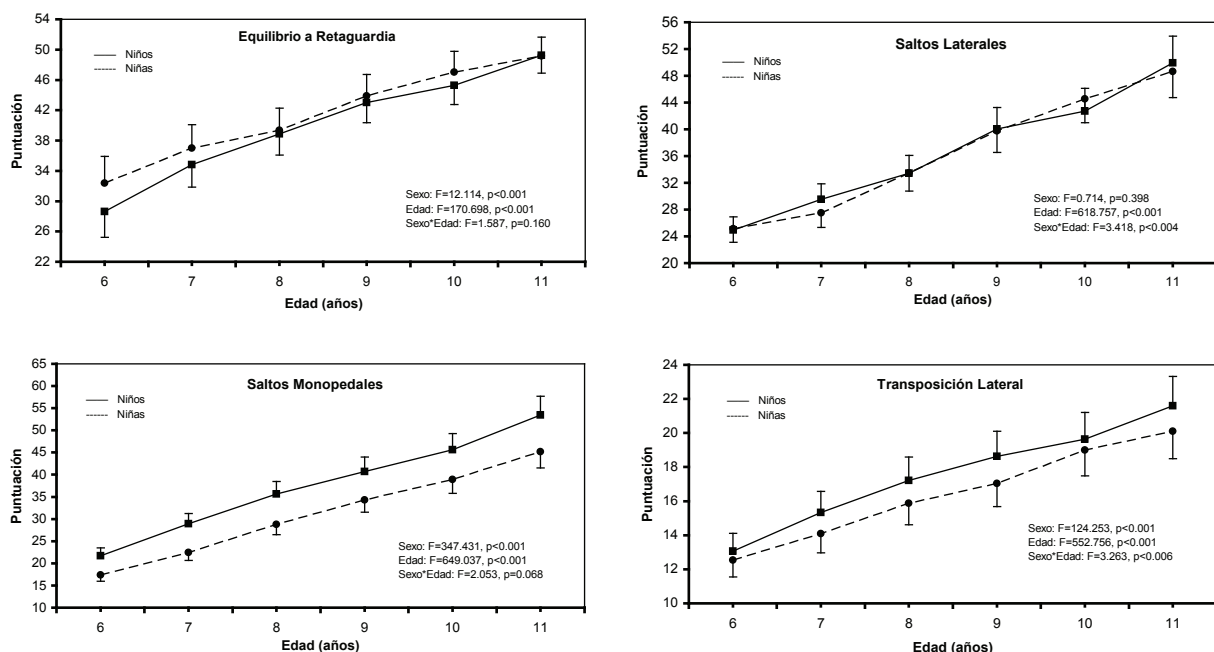 Equilibrio a Retaguardia
Niños
Niñas
Puntuación
54
50
46
42
38
34
30
26
22
Sexo: F=12.114, p<0.001
Edad: F=170.698, p<0.001
Sexo*Edad: F=1.587, p=0.160
6 7 8 9 10 11
Edad (años)
Saltos Laterales
Niños
Niñas
Puntuación
56
52
48
44
40
36
32
28
24
20
Sexo: F=0.714, p=0.398
Edad: F=618.757, p<0.001
Sexo*Edad: F=3.418, p<0.004
6 7 8 9 10 11
Edad (años)
Saltos Monopedales
Niños
Niñas
Puntuación
65
60
55
50
45
40
35
30
25
20
15
10
Sexo: F=347.431, p<0.001
Edad: F=649.037, p<0.001
Sexo*Edad: F=2.053, p=0.068
6 7 8 9 10 11
Edad (años)
Transposición Lateral
Niños
Niñas
Puntuación
24
22
20
18
16
14
12
10
Sexo: F=124.253, p<0.001
Edad: F=552.756, p<0.001
Sexo*Edad: F=3.263, p<0.006
6 7 8 9 10 11
Edad (años)